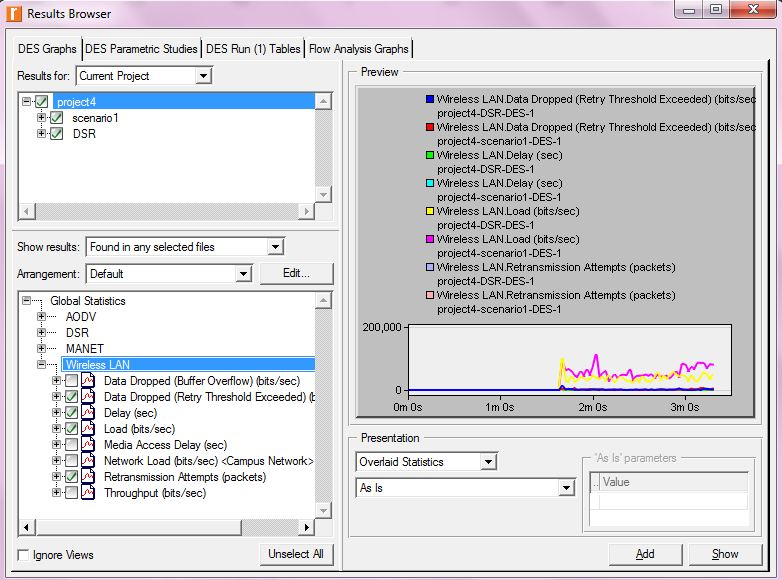 Results Browser
DES Graphs DES Parametric Studies DES Run (1) Tables Flow Analysis Graphs
Results for: Current Project
project4
scenario1
DSR
Show results: Found in any selected files
Arrangement: Default Edit...
Global Statistics
AODV
DSR
MANET
Wireless LAN
Data Dropped (Buffer Overflow) (bits/sec)
Data Dropped (Retry Threshold Exceeded) (b
Delay (sec)
Load (bits/sec)
Media Access Delay (sec)
Network Load (bits/sec) <Campus Network>
Retransmission Attempts (packets)
Throughput (bits/sec)
Ignore Views Unselect All
Preview
Wireless LAN.Data Dropped (Retry Threshold Exceeded) (bits/sec
project4-DSR-DES-1
Wireless LAN.Data Dropped (Retry Threshold Exceeded) (bits/sec
project4-scenario1-DES-1
Wireless LAN.Delay (sec)
project4-DSR-DES-1
Wireless LAN.Delay (sec)
project4-scenario1-DES-1
Wireless LAN.Load (bits/sec)
project4-DSR-DES-1
Wireless LAN.Load (bits/sec)
project4-scenario1-DES-1
Wireless LAN.Retransmission Attempts (packets)
project4-DSR-DES-1
Wireless LAN.Retransmission Attempts (packets)
project4-scenario1-DES-1
200,000
0
0m 0s 1m 0s 2m 0s 3m 0s
Presentation
Overlaid Statistics
As Is
'As Is' parameters
.. Value
Add Show